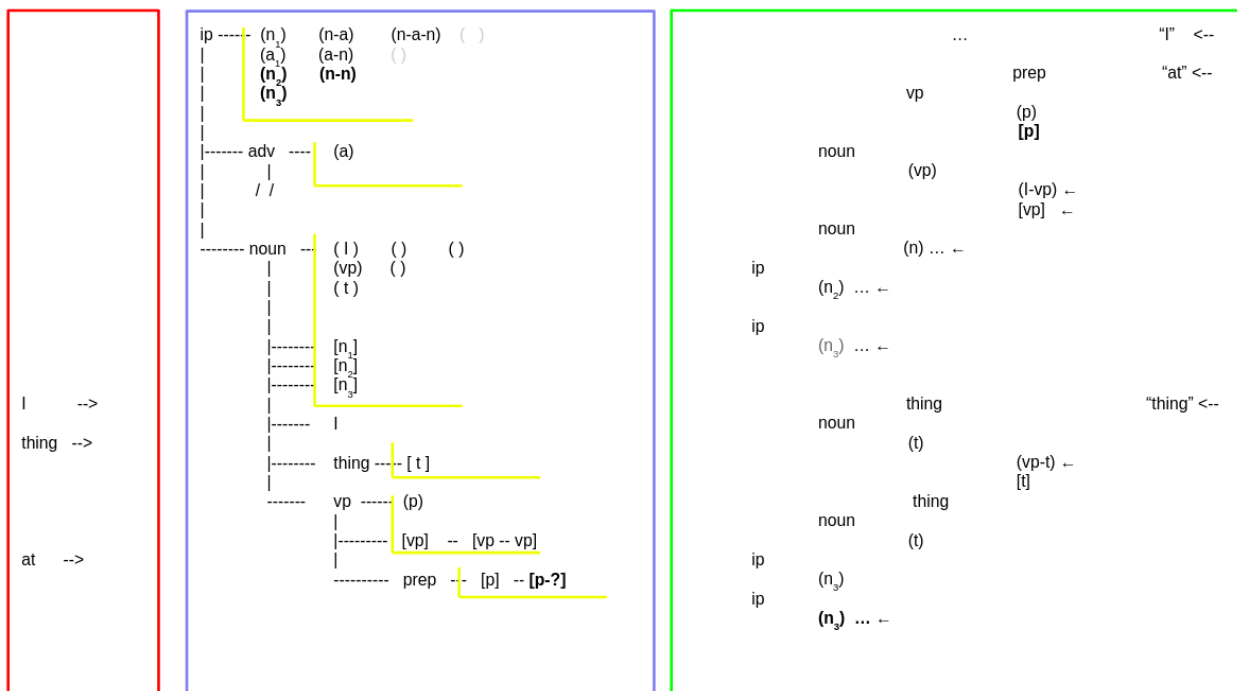 ip ------ (n1) (n-a) (n-a-n) ( )
(a1) (a-n) ( )
(n2) (n-n)
(n3)
|------- adv ---- (a)
|
/ /
-------- noun --- ( I ) ( ) ( )
(vp) ( )
( t )
|-------- [n1]
|-------- [n2]
|-------- [n3]
I -->
|------- I
thing -->
|-------- thing ----- [ t ]
------- vp ------ (p)
|--------- [vp] -- [vp -- vp]
at -->
---------- prep --- [p] -- [p-?]
… “I” <--
prep “at” <--
vp
(p)
[p]
noun
(vp)
(I-vp) ←
[vp] ←
noun
(n) … ←
ip
(n2) … ←
ip
(n3) … ←
thing “thing” <--
noun
(t)
(vp-t) ←
[t]
thing
noun
(t)
ip
(n3)
ip
(n3) … ←